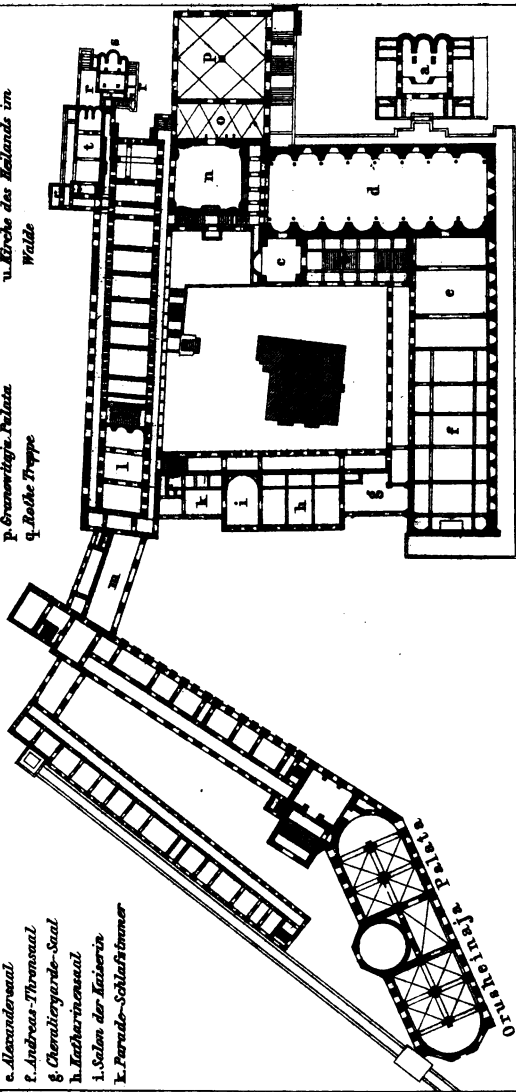 e. Alexandersaal
f. Andreas-Thronsaal
g. Chevaliergarde-Saal
h. Katharinensaal
i. Salon der Kaiserin
k. Parade-Schlafzimmer
p. Granowitaja Palata
q. Rothe Treppe
u. Kirche des Heilands im
Walde
s
r
r
r
t
p
o
n
a
d
c
e
f
l
k
i
h
g
m
Orusheinaja Palata